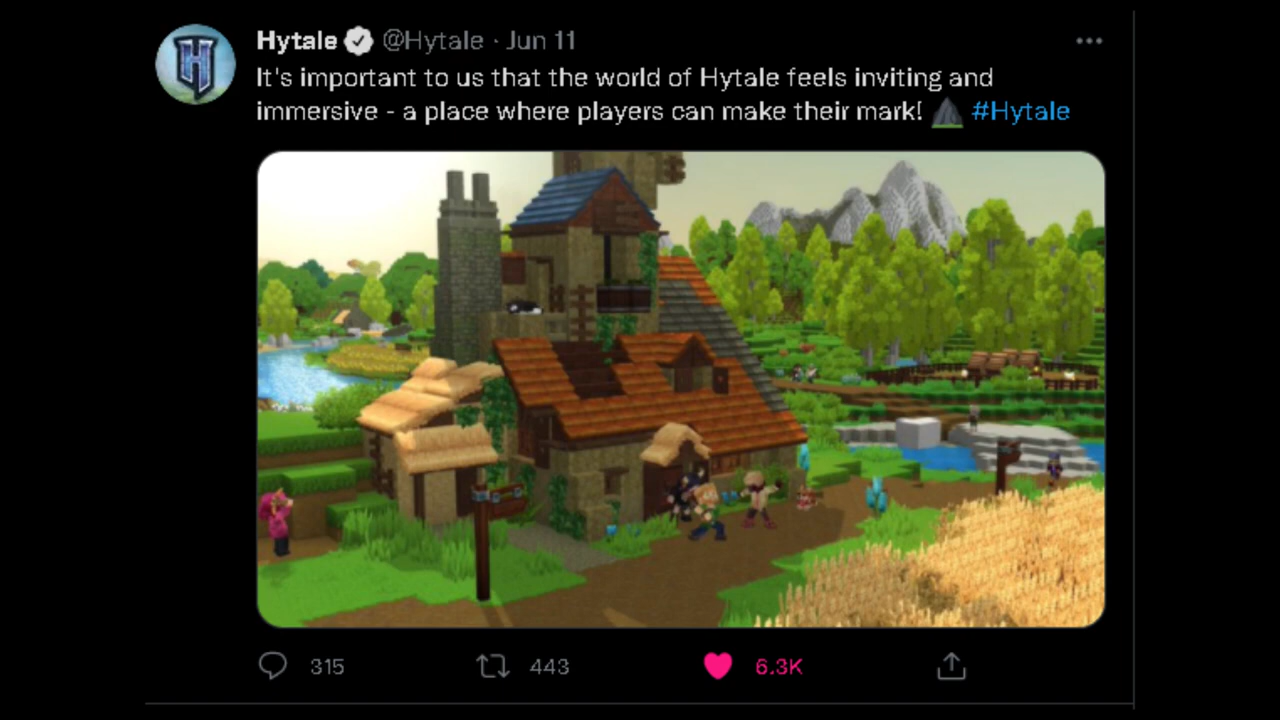 Hytale @Hytale · Jun 11
It's important to us that the world of Hytale feels inviting and
immersive - a place where players can make their mark! #Hytale
315 443 6.3K